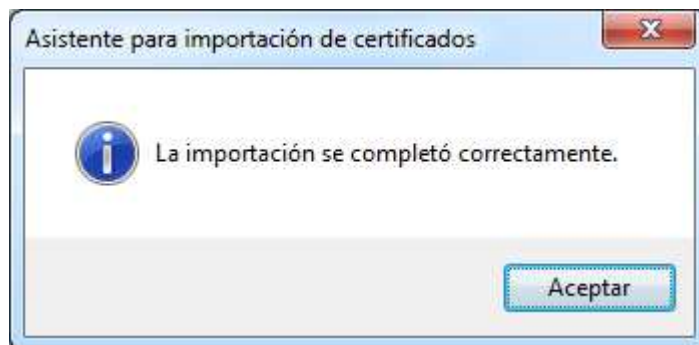 Asistente para importación de certificados
La importación se completó correctamente.
Aceptar